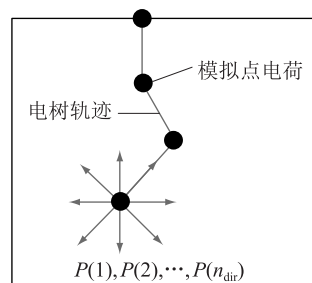 模拟点电荷
电树轨迹
P(1), P(2), ⋯, P(n_dir)